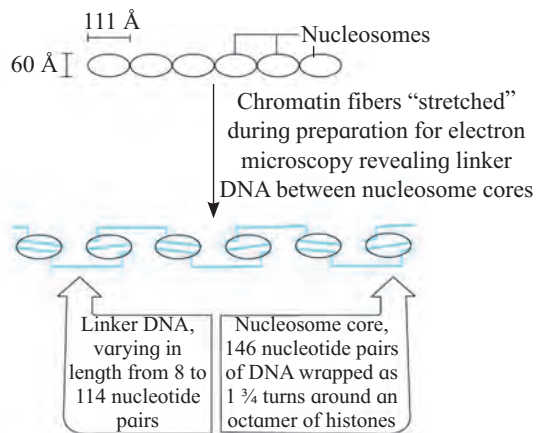 111 Å
Nucleosomes
60 Å
Chromatin fibers “stretched”
during preparation for electron
microscopy revealing linker
DNA between nucleosome cores
Linker DNA,
varying in
length from 8 to
114 nucleotide
pairs
Nucleosome core,
146 nucleotide pairs
of DNA wrapped as
1 ¾ turns around an
octamer of histones